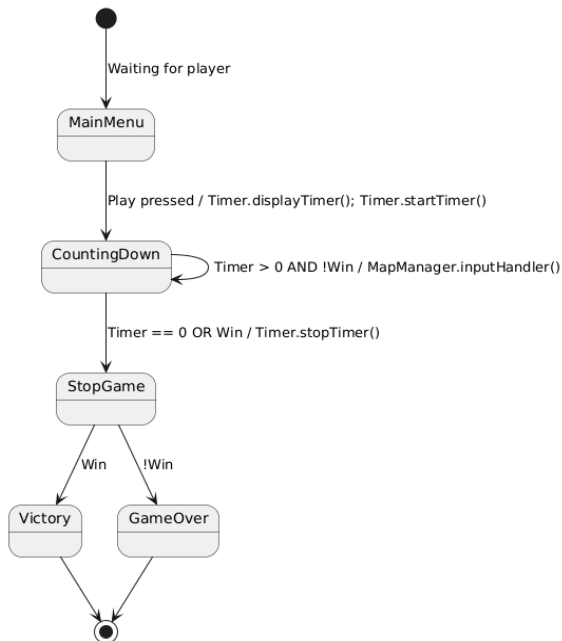 Waiting for player
MainMenu
Play pressed / Timer.displayTimer(); Timer.startTimer()
CountingDown
Timer > 0 AND !Win / MapManager.inputHandler()
Timer == 0 OR Win / Timer.stopTimer()
StopGame
Win
!Win
Victory
GameOver